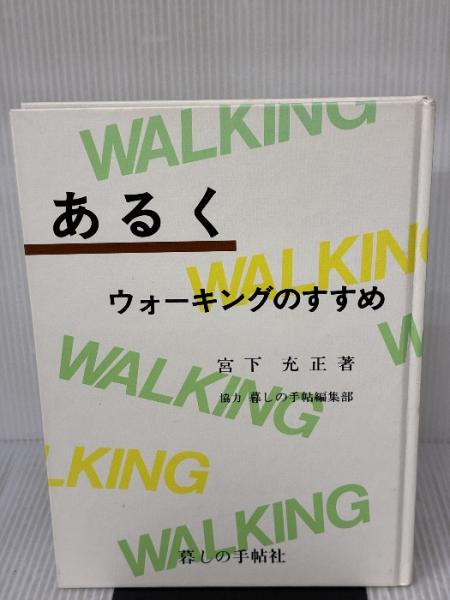 WALKING
あるく
WALKING
ウォーキングのすすめ
WALKING
宮下 充正著
WALKING
協力 暮しの手帖編集部
LKING
WALKING
暮しの手帖社